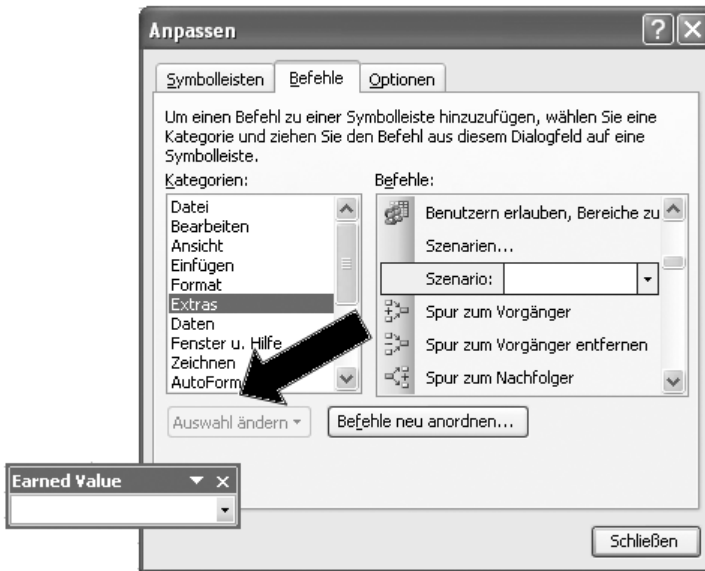 Anpassen
Symbolleisten
Befehle
Optionen
Um einen Befehl zu einer Symbolleiste hinzuzufügen, wählen Sie eine
Kategorie und ziehen Sie den Befehl aus diesem Dialogfeld auf eine
Symbolleiste.
Kategorien:
Datei
Bearbeiten
Ansicht
Einfügen
Format
Extras
Daten
Fenster u. Hilfe
Zeichnen
AutoForm
Befehle:
Benutzern erlauben, Bereiche zu
Szenarien...
Szenario:
Spur zum Vorgänger
Spur zum Vorgänger entfernen
Spur zum Nachfolger
Auswahl ändern
Befehle neu anordnen...
Earned Value
Schließen